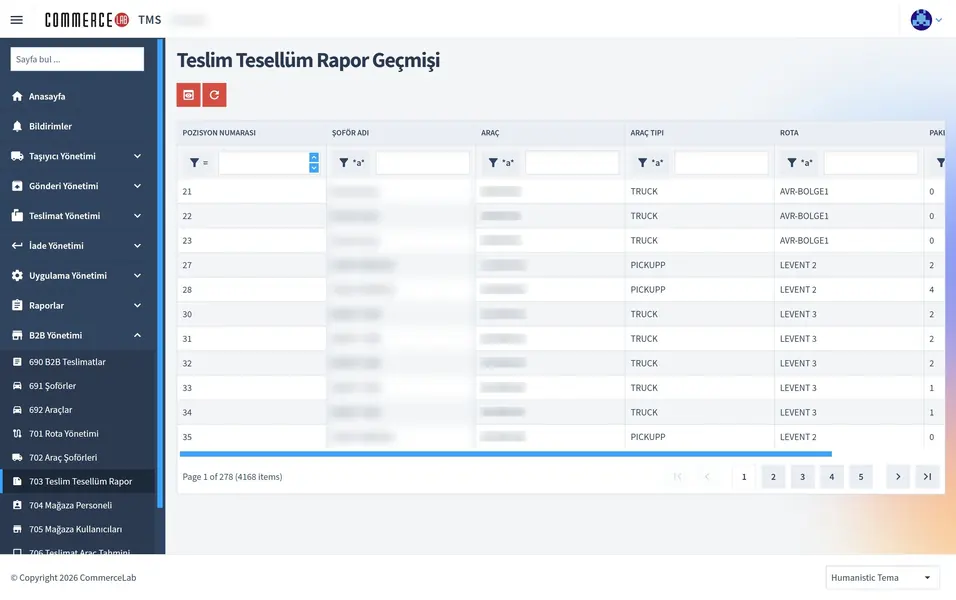 COMMERCE LAB TMS
Sayfa bul ...
Anasayfa
Bildirimler
Taşıyıcı Yönetimi
Gönderi Yönetimi
Teslimat Yönetimi
İade Yönetimi
Uygulama Yönetimi
Raporlar
B2B Yönetimi
690 B2B Teslimatlar
691 Şoförler
692 Araçlar
701 Rota Yönetimi
702 Araç Şoförleri
703 Teslim Tesellüm Rapor
704 Mağaza Personeli
705 Mağaza Kullanıcıları
706 Teslimat Araç Tahmini
Teslim Tesellüm Rapor Geçmişi
POZISYON NUMARASI ŞOFÖR ADI ARAÇ ARAÇ TIPI ROTA PAKE
= *a* *a* *a* *a*
21 TRUCK AVR-BOLGE1 0
22 TRUCK AVR-BOLGE1 0
23 TRUCK AVR-BOLGE1 0
27 PICKUPP LEVENT 2 2
28 PICKUPP LEVENT 2 4
30 TRUCK LEVENT 3 2
31 TRUCK LEVENT 3 2
32 TRUCK LEVENT 3 2
33 TRUCK LEVENT 3 1
34 TRUCK LEVENT 3 1
35 PICKUPP LEVENT 2 0
Page 1 of 278 (4168 items) 1 2 3 4 5
© Copyright 2026 CommerceLab
Humanistic Tema